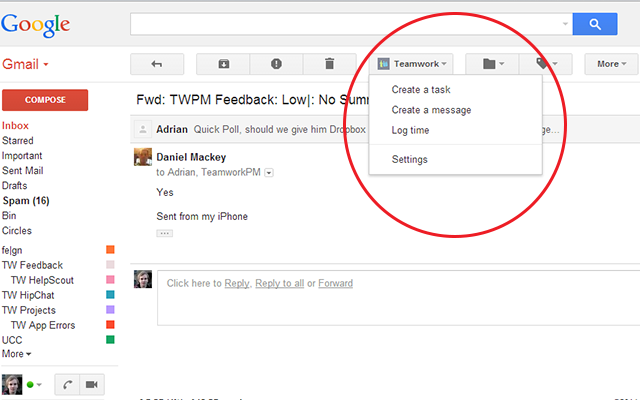 Google
Gmail
Teamwork
More
COMPOSE
Create a task
Create a message
Log time
Settings
Fwd: TWPM Feedback: Low|: No Sum
Inbox
Starred
Important
Sent Mail
Drafts
Spam (16)
Bin
Circles
Adrian Quick Poll, should we give him Dropbox ge...
Daniel Mackey
to Adrian, TeamworkPM
Yes
Sent from my iPhone
fe|gn
TW Feedback
TW HelpScout
TW HipChat
TW Projects
TW App Errors
UCC
More
Click here to Reply, Reply to all or Forward